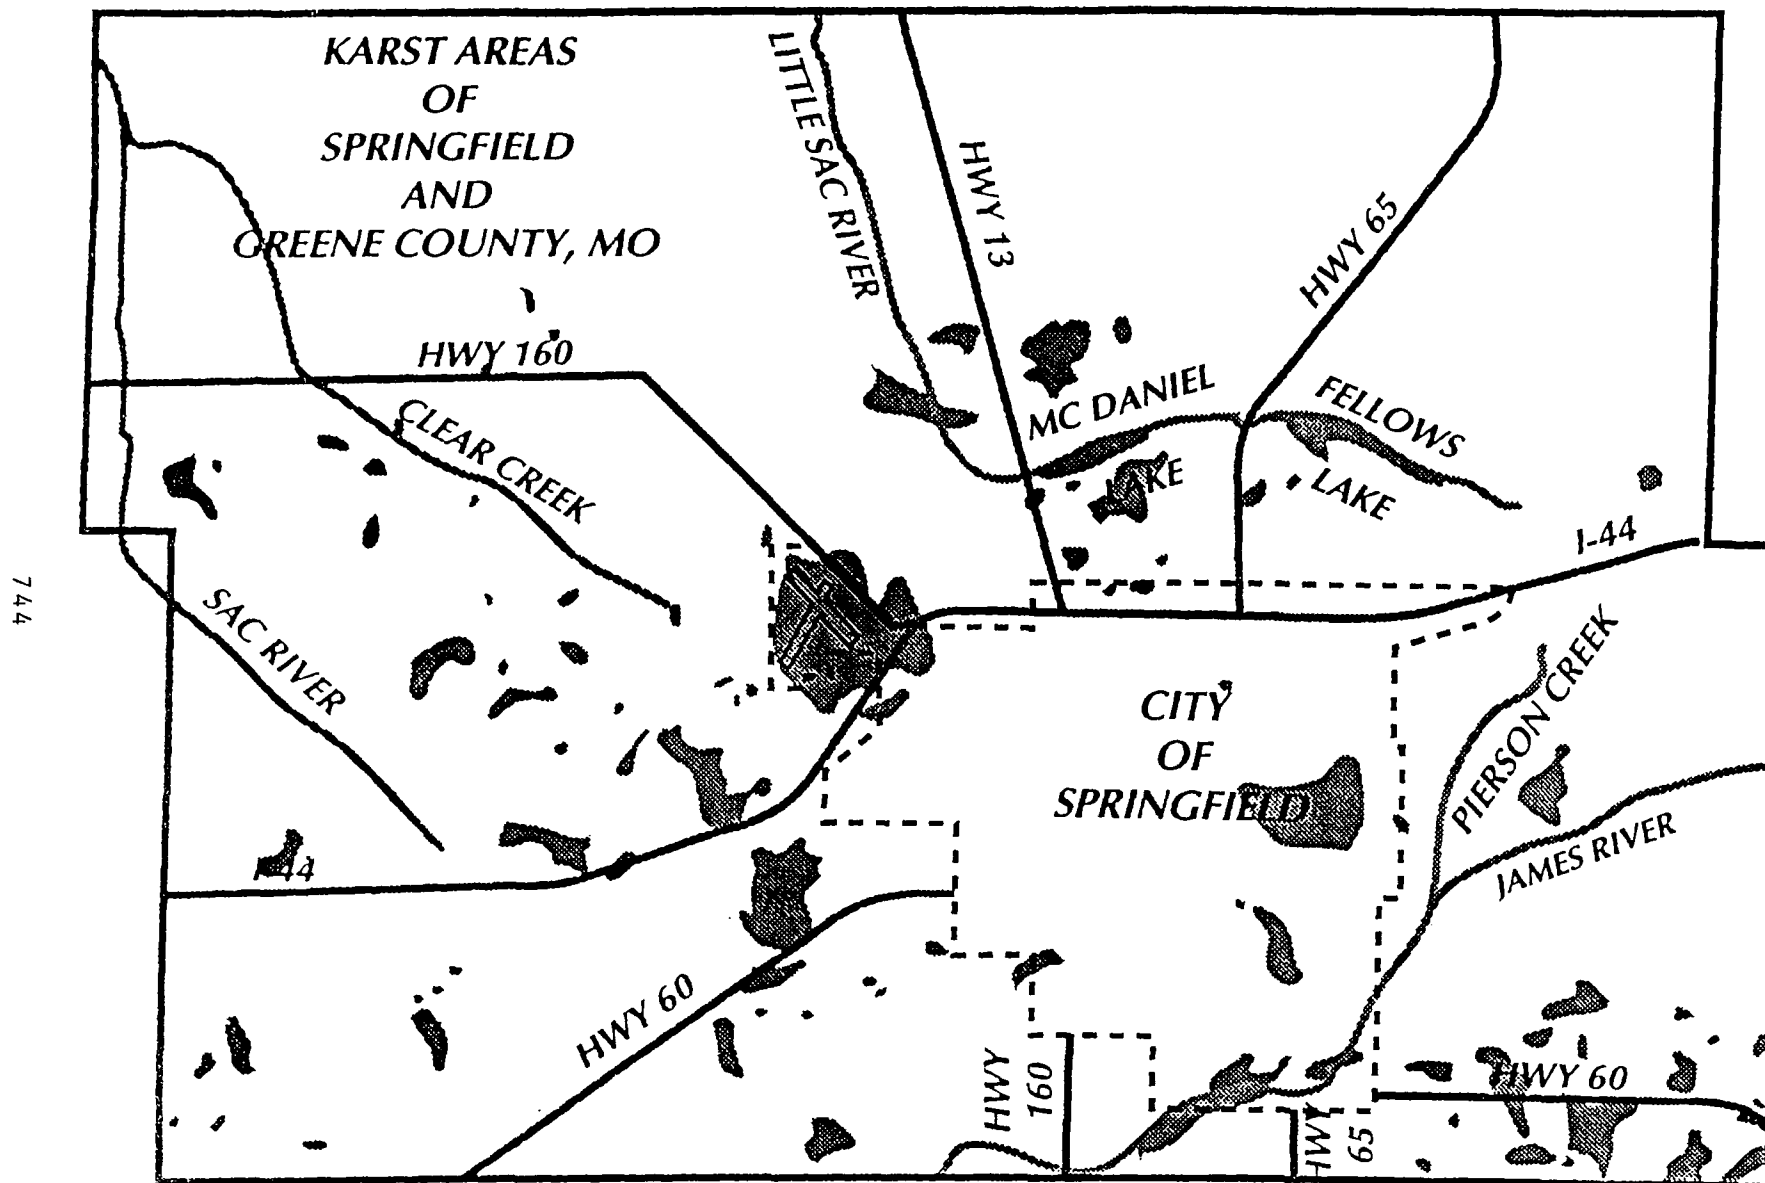 KARST AREAS
OF
SPRINGFIELD
AND
GREENE COUNTY, MO
LITTLE SAC RIVER
HWY 13
HWY 65
HWY 160
CLEAR CREEK
MC DANIEL
LAKE
FELLOWS
LAKE
I-44
SAC RIVER
744
PIERSON CREEK
CITY
OF
SPRINGFIELD
JAMES RIVER
I-44
HWY 60
HWY
160
HWY
65
HWY 60